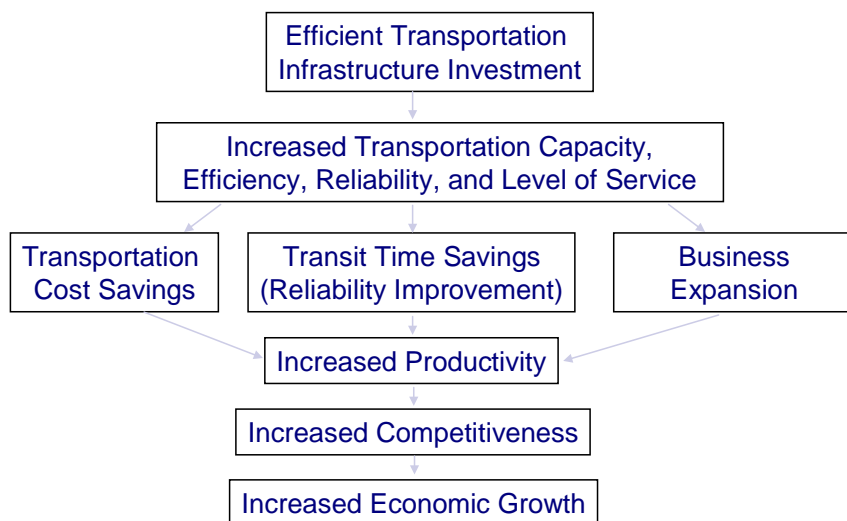 Efficient Transportation
Infrastructure Investment
Increased Transportation Capacity,
Efficiency, Reliability, and Level of Service
Transportation
Cost Savings
Transit Time Savings
(Reliability Improvement)
Business
Expansion
Increased Productivity
Increased Competitiveness
Increased Economic Growth